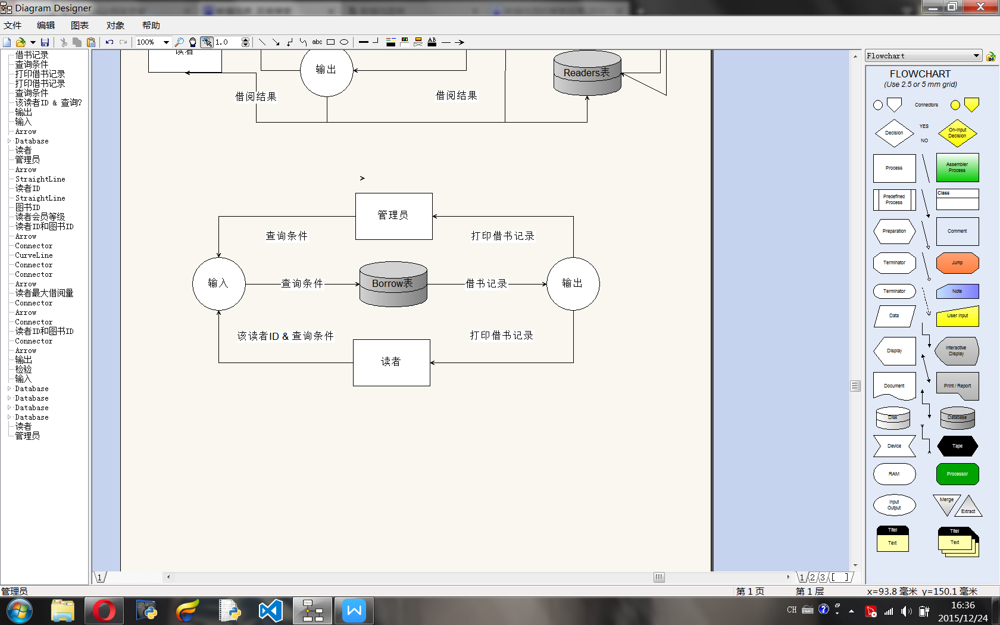 Diagram Designer
文件 编辑 图表 对象 帮助
100% 1.0 abc AB
借书记录
查询条件
打印借书记录
打印借书记录
查询条件
该读者ID & 查询?
输出
输入
Arrow
Database
读者
管理员
Arrow
StraightLine
读者ID
StraightLine
图书ID
读者会员等级
读者ID和图书ID
Arrow
Connector
CurveLine
Connector
Connector
Arrow
读者最大借阅量
Connector
Arrow
Connector
读者ID和图书ID
Connector
Arrow
输出
检验
输入
Database
Database
Database
Database
读者
管理员
读者
输出
Readers表
借阅结果
借阅结果
>
管理员
查询条件
打印借书记录
输入
查询条件
Borrow表
借书记录
输出
该读者ID & 查询条件
打印借书记录
读者
Flowchart
FLOWCHART
(Use 2.5 or 5 mm grid)
Connectors
Decision
YES
NO
On-Input
Decision
Process
Assembler
Process
Predefined
Process
Class
Preparation
Comment
Terminator
Jump
Terminator
Note
Data
User Input
Display
Interactive
Display
Document
Print / Report
Disk
Database
Device
Tape
RAM
Processor
Input
Output
Merge
Extract
Titel
Text
Titel
Text
1
1 2 3 [ ]
管理员
第 1 页
第 1 层
x=93.8 毫米 y=150.1 毫米
CH
16:36
2015/12/24